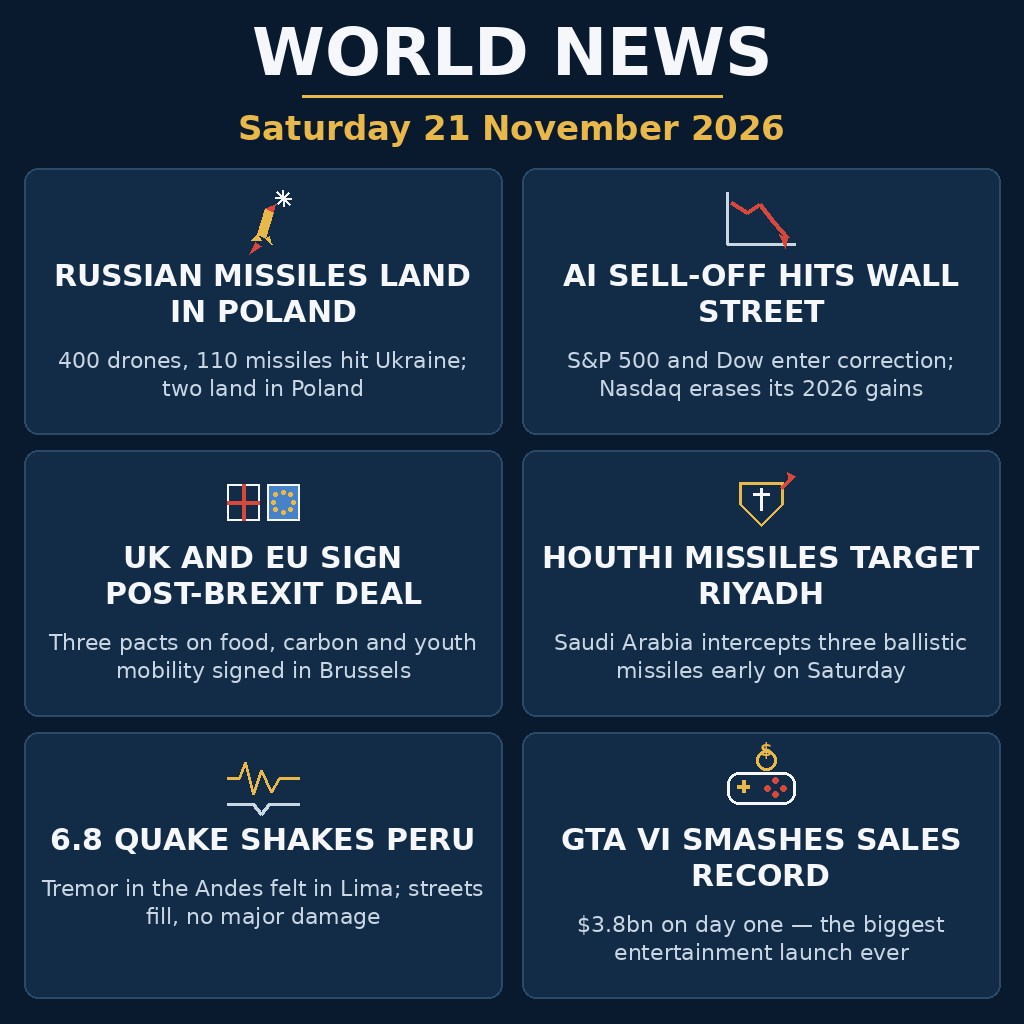 WORLD NEWS
Saturday 21 November 2026
RUSSIAN MISSILES LAND
IN POLAND
400 drones, 110 missiles hit Ukraine;
two land in Poland
AI SELL-OFF HITS WALL
STREET
S&P 500 and Dow enter correction;
Nasdaq erases its 2026 gains
UK AND EU SIGN
POST-BREXIT DEAL
Three pacts on food, carbon and youth
mobility signed in Brussels
HOUTHI MISSILES TARGET
RIYADH
Saudi Arabia intercepts three ballistic
missiles early on Saturday
6.8 QUAKE SHAKES PERU
Tremor in the Andes felt in Lima; streets
fill, no major damage
$
GTA VI SMASHES SALES
RECORD
$3.8bn on day one — the biggest
entertainment launch ever